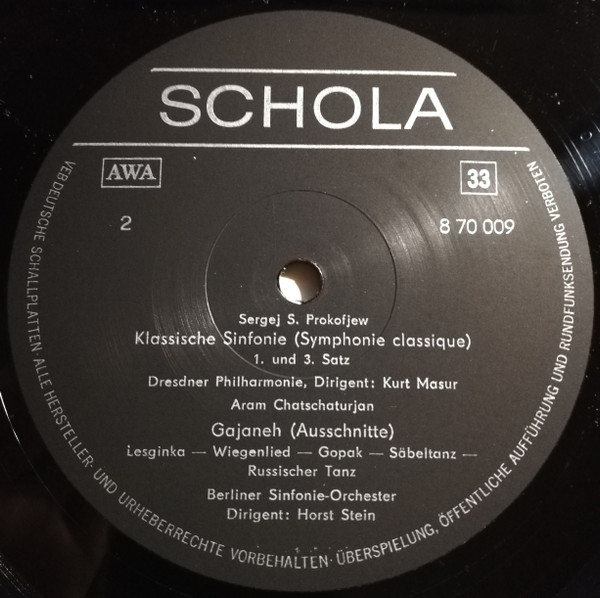 SCHOLA
AWA
33
2
8 70 009
Sergej S. Prokofjew
Klassische Sinfonie (Symphonie classique)
1. und 3. Satz
Dresdner Philharmonie, Dirigent: Kurt Masur
Aram Chatschaturjan
Gajaneh (Ausschnitte)
Lesginka — Wiegenlied — Gopak — Säbeltanz —
Russischer Tanz
Berliner Sinfonie-Orchester
Dirigent: Horst Stein
VEB DEUTSCHE SCHALLPLATTEN · ALLE HERSTELLER- UND URHEBERRECHTE VORBEHALTEN · ÜBERSPIELUNG, ÖFFENTLICHE AUFFÜHRUNG UND RUNDFUNKSENDUNG VERBOTEN